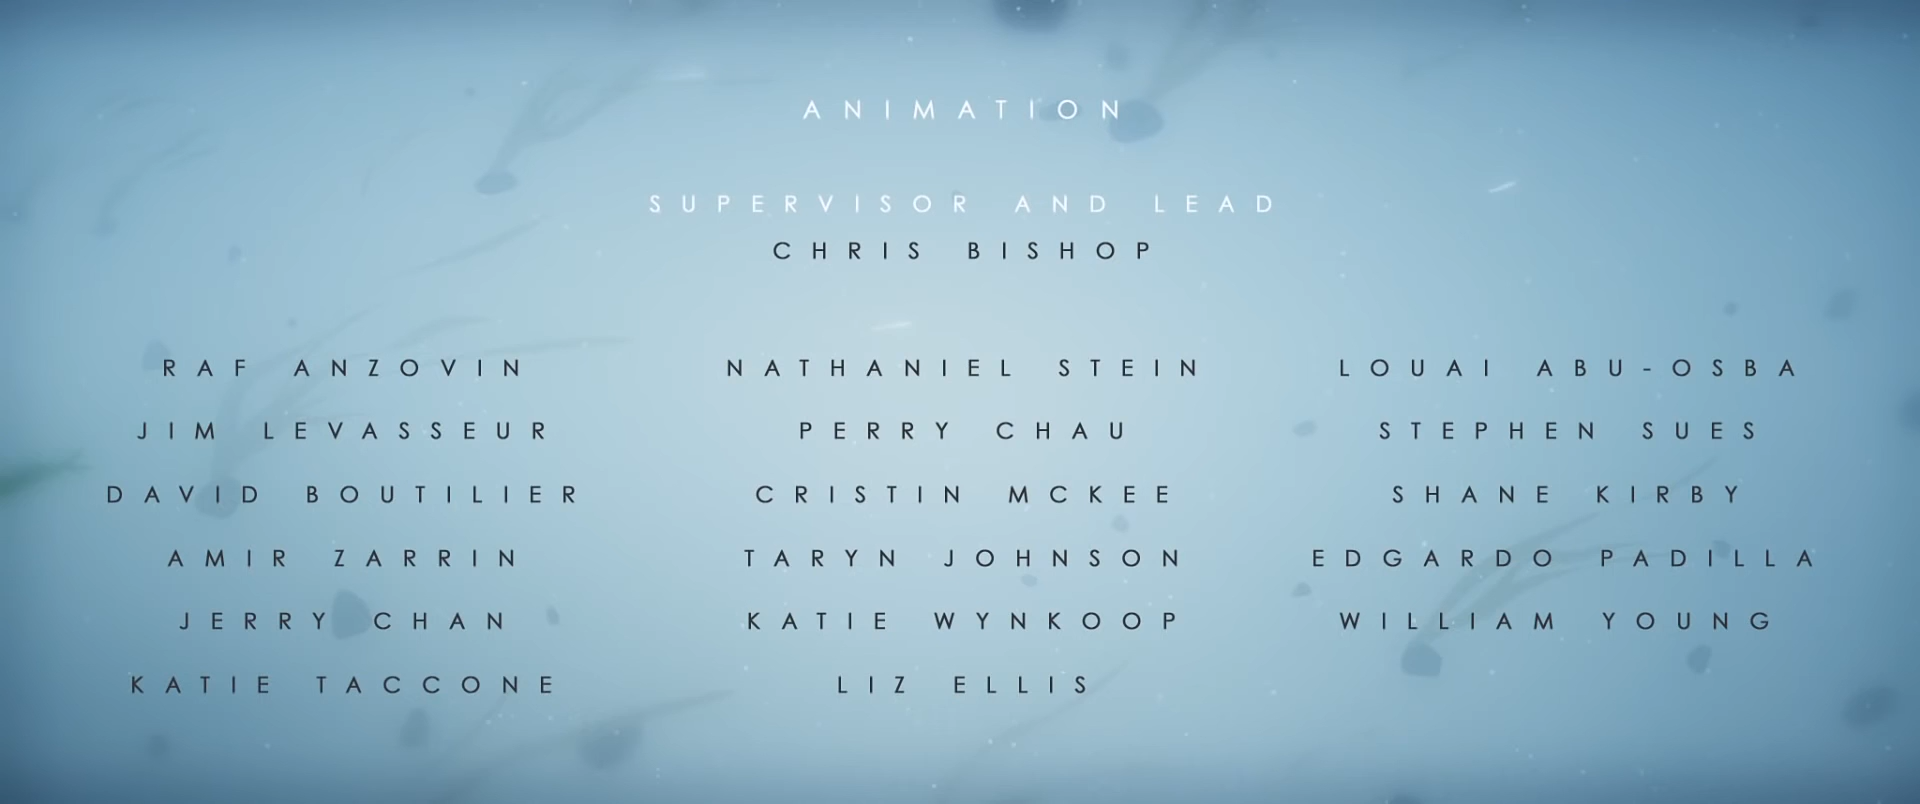 ANIMATION
SUPERVISOR AND LEAD
CHRIS BISHOP
RAF ANZOVIN
JIM LEVASSEUR
DAVID BOUTILIER
AMIR ZARRIN
JERRY CHAN
KATIE TACCONE
NATHANIEL STEIN
PERRY CHAU
CRISTIN MCKEE
TARYN JOHNSON
KATIE WYNKOOP
LIZ ELLIS
LOUAI ABU-OSBA
STEPHEN SUES
SHANE KIRBY
EDGARDO PADILLA
WILLIAM YOUNG